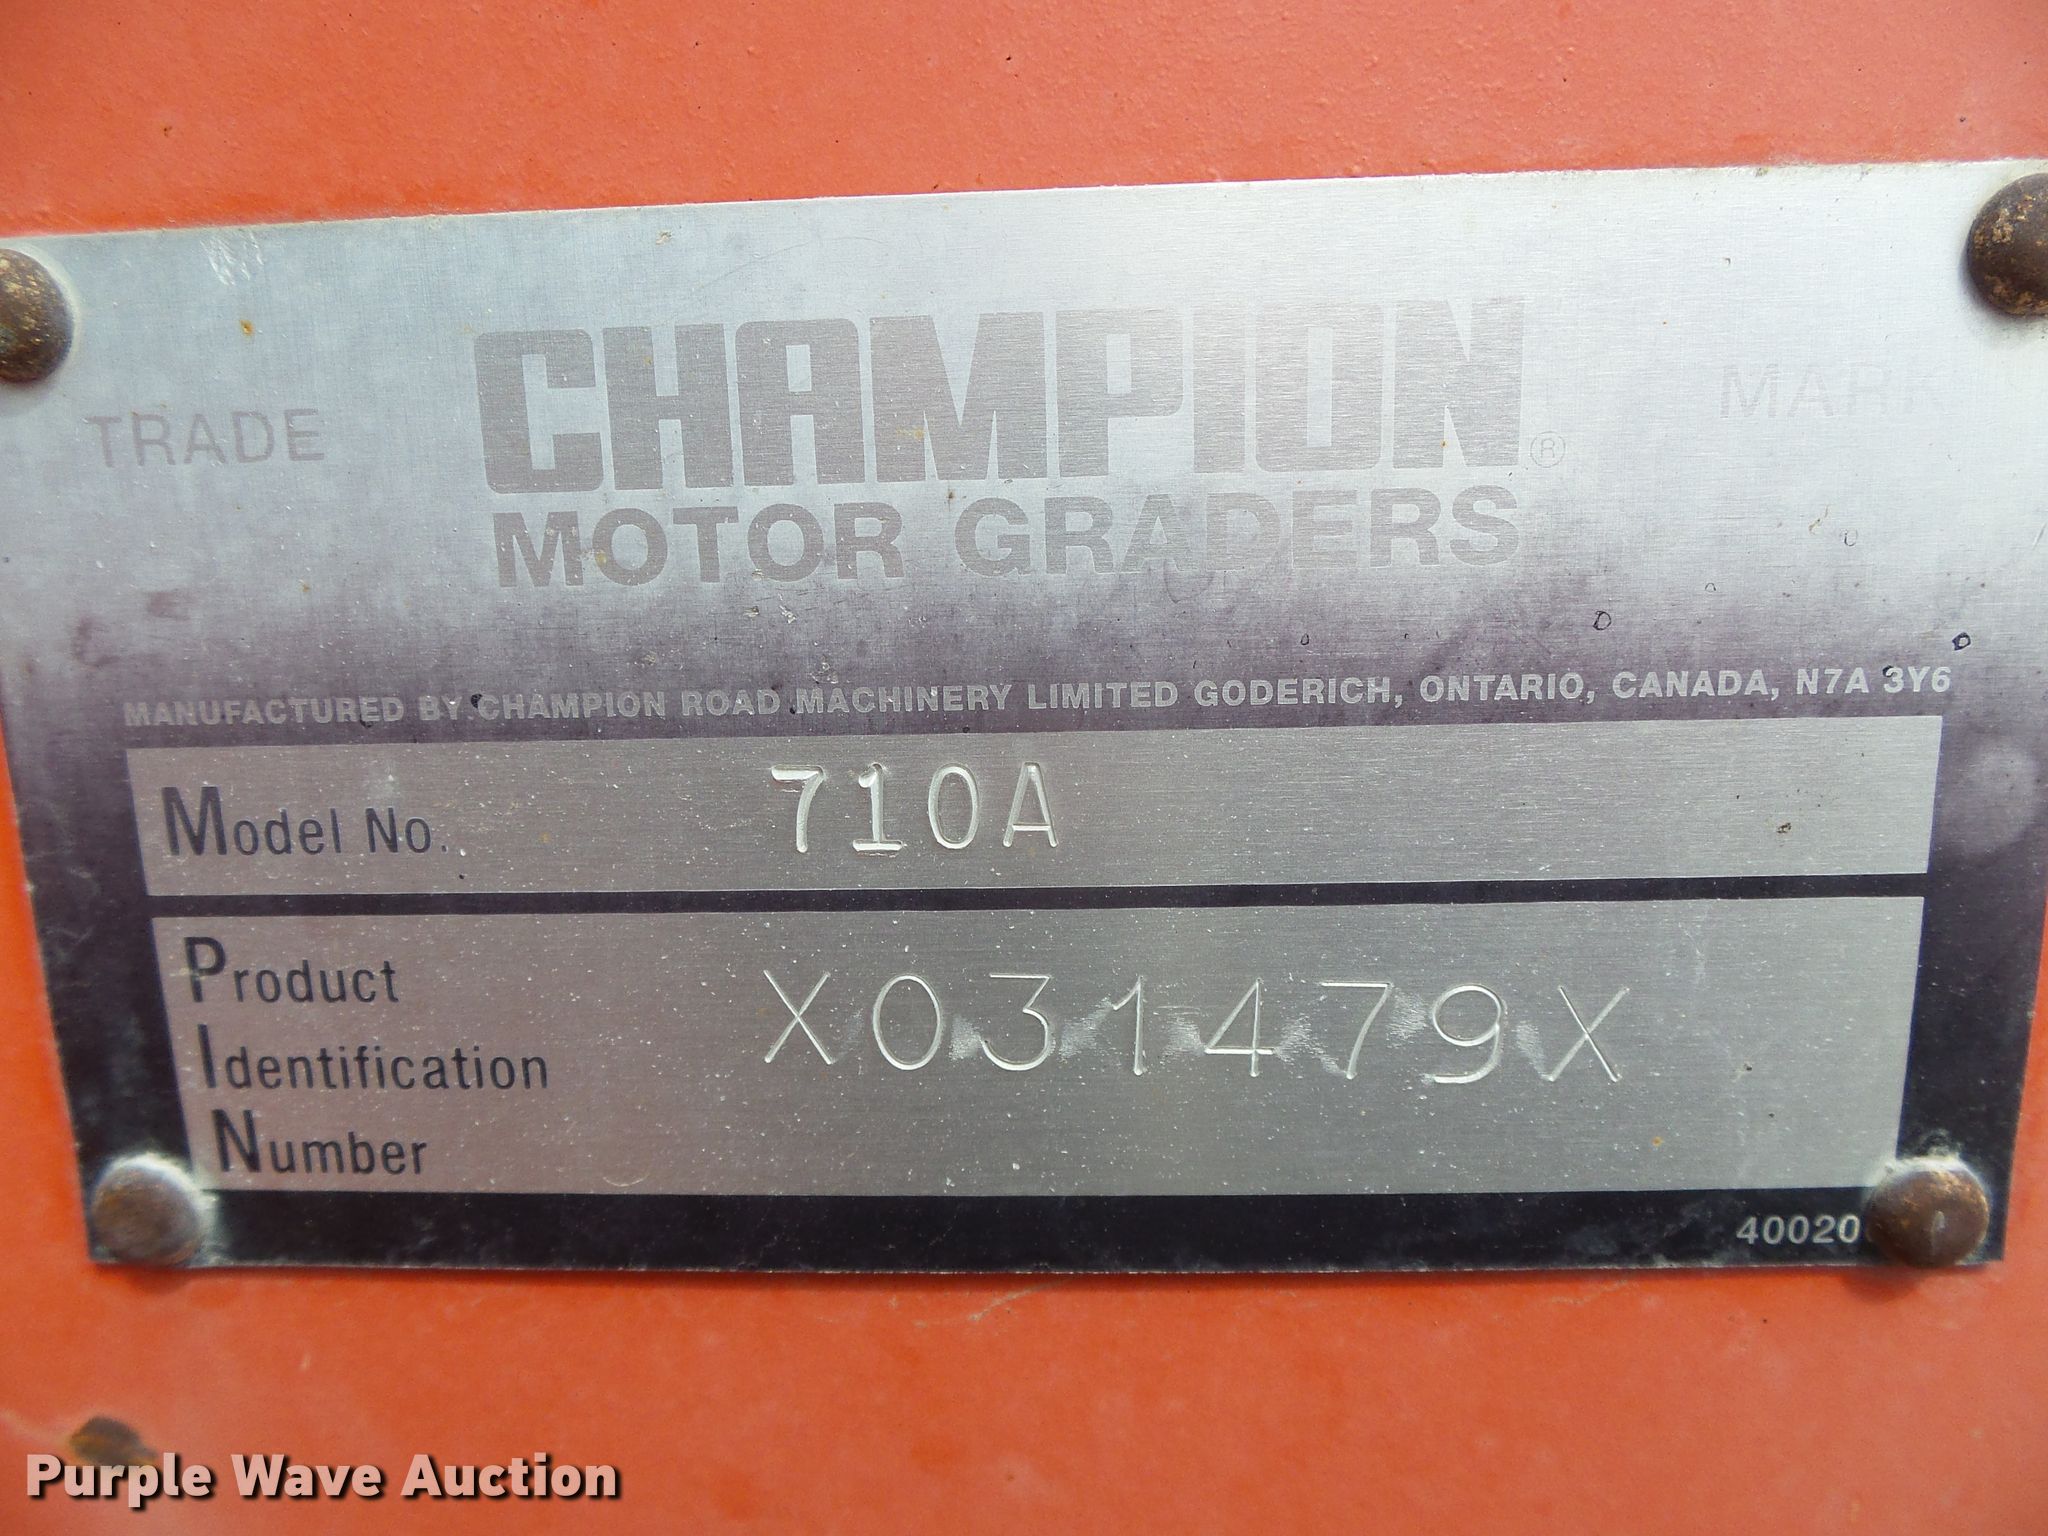 TRADE CHAMPION® MARK
MOTOR GRADERS
MANUFACTURED BY CHAMPION ROAD MACHINERY LIMITED GODERICH, ONTARIO, CANADA, N7A 3Y6
Model No. 710A
Product
Identification
Number
X031479X
Purple Wave Auction